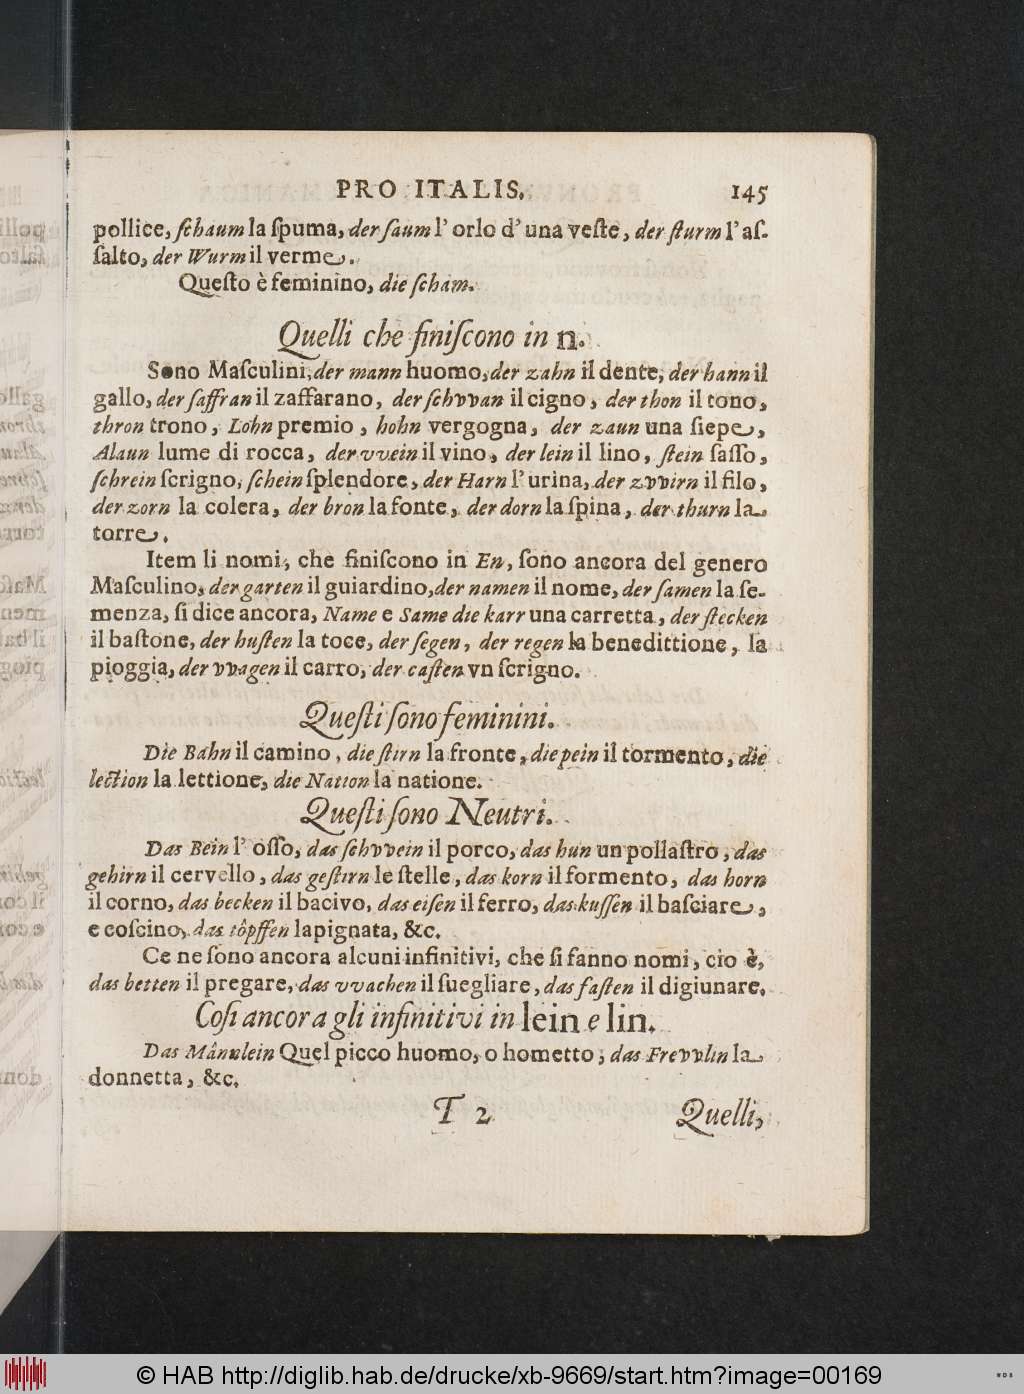 PRO ITALIS. 145
pollice, ſchaum la ſpuma, der ſaum l' orlo d' una veſte, der ſturm l' aſ-
ſalto, der Wurm il verme.
Queſto è feminino, die ſcham.
Quelli che finiſcono in n.
Sono Maſculini, der mann huomo, der zahn il dente, der hann il
gallo, der ſaffran il zaffarano, der ſchvvan il cigno, der thon il tono,
thron trono, Lohn premio, hohn vergogna, der zaun una ſiepe,
Alaun lume di rocca, der vvein il vino, der lein il lino, ſtein ſaſſo,
ſchrein ſcrigno, ſchein ſplendore, der Harn l' urina, der zvvirn il filo,
der zorn la colera, der bron la fonte, der dorn la ſpina, der thurn la
torre.
Item li nomi, che finiſcono in En, ſono ancora del genero
Maſculino, der garten il guiardino, der namen il nome, der ſamen la ſe-
menza, ſi dice ancora, Name e Same die karr una carretta, der ſtecken
il baſtone, der huſten la toce, der ſegen, der regen la benedittione, la
pioggia, der vvagen il carro, der caſten vn ſcrigno.
Queſti ſono feminini.
Die Bahn il camino, die ſtirn la fronte, die pein il tormento, die
lection la lettione, die Nation la natione.
Queſti ſono Neutri.
Das Bein l' oſſo, das ſchvvein il porco, das hun un pollaſtro, das
gehirn il cervello, das geſtirn le ſtelle, das korn il formento, das horn
il corno, das becken il bacivo, das eiſen il ferro, das kuſſen il baſciare,
e coſcino, das tôpffen la pignata, &c.
Ce ne ſono ancora alcuni infinitivi, che ſi fanno nomi, cio è,
das betten il pregare, das vvachen il ſuegliare, das faſten il digiunare.
Coſi ancora gli infinitivi in lein e lin.
Das Mânnlein Quel picco huomo, o hometto, das Frevvlin la
donnetta, &c.
T 2 Quelli,
© HAB http://diglib.hab.de/drucke/xb-9669/start.htm?image=00169